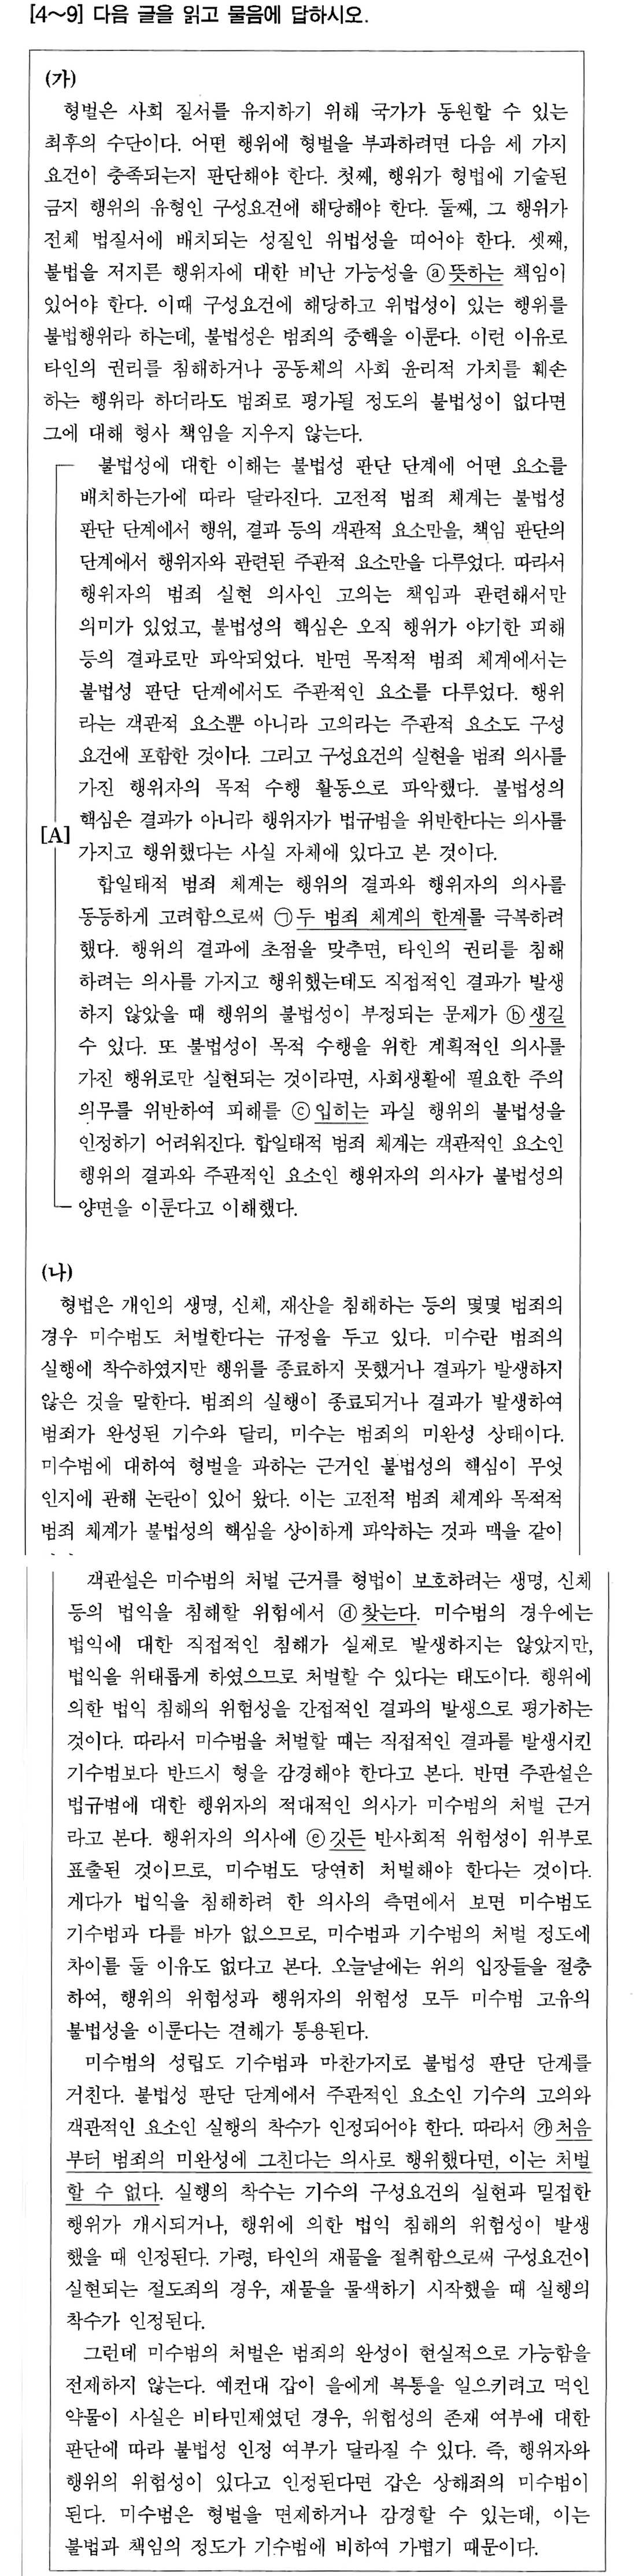 [4~9] 다음 글을 읽고 물음에 답하시오.
(가)
형벌은 사회 질서를 유지하기 위해 국가가 동원할 수 있는
최후의 수단이다. 어떤 행위에 형벌을 부과하려면 다음 세 가지
요건이 충족되는지 판단해야 한다. 첫째, 행위가 형법에 기술된
금지 행위의 유형인 구성요건에 해당해야 한다. 둘째, 그 행위가
전체 법질서에 배치되는 성질인 위법성을 띠어야 한다. 셋째,
불법을 저지른 행위자에 대한 비난 가능성을 ⓐ뜻하는 책임이
있어야 한다. 이때 구성요건에 해당하고 위법성이 있는 행위를
불법행위라 하는데, 불법성은 범죄의 중핵을 이룬다. 이런 이유로
타인의 권리를 침해하거나 공동체의 사회 윤리적 가치를 훼손
하는 행위라 하더라도 범죄로 평가될 정도의 불법성이 없다면
그에 대해 형사 책임을 지우지 않는다.
불법성에 대한 이해는 불법성 판단 단계에 어떤 요소를
배치하는가에 따라 달라진다. 고전적 범죄 체계는 불법성
판단 단계에서 행위, 결과 등의 객관적 요소만을, 책임 판단의
단계에서 행위자와 관련된 주관적 요소만을 다루었다. 따라서
행위자의 범죄 실현 의사인 고의는 책임과 관련해서만
의미가 있었고, 불법성의 핵심은 오직 행위가 야기한 피해
등의 결과로만 파악되었다. 반면 목적적 범죄 체계에서는
불법성 판단 단계에서도 주관적인 요소를 다루었다. 행위
라는 객관적 요소뿐 아니라 고의라는 주관적 요소도 구성
요건에 포함한 것이다. 그리고 구성요건의 실현을 범죄 의사를
가진 행위자의 목적 수행 활동으로 파악했다. 불법성의
[A] 핵심은 결과가 아니라 행위자가 법규범을 위반한다는 의사를
가지고 행위했다는 사실 자체에 있다고 본 것이다.
합일태적 범죄 체계는 행위의 결과와 행위자의 의사를
동등하게 고려함으로써 ㉠두 범죄 체계의 한계를 극복하려
했다. 행위의 결과에 초점을 맞추면, 타인의 권리를 침해
하려는 의사를 가지고 행위했는데도 직접적인 결과가 발생
하지 않았을 때 행위의 불법성이 부정되는 문제가 ⓑ생길
수 있다. 또 불법성이 목적 수행을 위한 계획적인 의사를
가진 행위로만 실현되는 것이라면, 사회생활에 필요한 주의
의무를 위반하여 피해를 ⓒ입히는 과실 행위의 불법성을
인정하기 어려워진다. 합일태적 범죄 체계는 객관적인 요소인
행위의 결과와 주관적인 요소인 행위자의 의사가 불법성의
양면을 이룬다고 이해했다.
(나)
형법은 개인의 생명, 신체, 재산을 침해하는 등의 몇몇 범죄의
경우 미수범도 처벌한다는 규정을 두고 있다. 미수란 범죄의
실행에 착수하였지만 행위를 종료하지 못했거나 결과가 발생하지
않은 것을 말한다. 범죄의 실행이 종료되거나 결과가 발생하여
범죄가 완성된 기수와 달리, 미수는 범죄의 미완성 상태이다.
미수범에 대하여 형벌을 과하는 근거인 불법성의 핵심이 무엇
인지에 관해 논란이 있어 왔다. 이는 고전적 범죄 체계와 목적적
범죄 체계가 불법성의 핵심을 상이하게 파악하는 것과 맥을 같이
객관설은 미수범의 처벌 근거를 형법이 보호하려는 생명, 신체
등의 법익을 침해할 위험에서 ⓓ찾는다. 미수범의 경우에는
법익에 대한 직접적인 침해가 실제로 발생하지는 않았지만,
법익을 위태롭게 하였으므로 처벌할 수 있다는 태도이다. 행위에
의한 법익 침해의 위험성을 간접적인 결과의 발생으로 평가하는
것이다. 따라서 미수범을 처벌할 때는 직접적인 결과를 발생시킨
기수범보다 반드시 형을 감경해야 한다고 본다. 반면 주관설은
법규범에 대한 행위자의 적대적인 의사가 미수범의 처벌 근거
라고 본다. 행위자의 의사에 ⓔ깃든 반사회적 위험성이 외부로
표출된 것이므로, 미수범도 당연히 처벌해야 한다는 것이다.
게다가 법익을 침해하려 한 의사의 측면에서 보면 미수범도
기수범과 다를 바가 없으므로, 미수범과 기수범의 처벌 정도에
차이를 둘 이유도 없다고 본다. 오늘날에는 위의 입장들을 절충
하여, 행위의 위험성과 행위자의 위험성 모두 미수범 고유의
불법성을 이룬다는 견해가 통용된다.
미수범의 성립도 기수범과 마찬가지로 불법성 판단 단계를
거친다. 불법성 판단 단계에서 주관적인 요소인 기수의 고의와
객관적인 요소인 실행의 착수가 인정되어야 한다. 따라서 ㉮처음
부터 범죄의 미완성에 그친다는 의사로 행위했다면, 이는 처벌
할 수 없다. 실행의 착수는 기수의 구성요건의 실현과 밀접한
행위가 개시되거나, 행위에 의한 법익 침해의 위험성이 발생
했을 때 인정된다. 가령, 타인의 재물을 절취함으로써 구성요건이
실현되는 절도죄의 경우, 재물을 물색하기 시작했을 때 실행의
착수가 인정된다.
그런데 미수범의 처벌은 범죄의 완성이 현실적으로 가능함을
전제하지 않는다. 예컨대 갑이 을에게 복통을 일으키려고 먹인
약물이 사실은 비타민제였던 경우, 위험성의 존재 여부에 대한
판단에 따라 불법성 인정 여부가 달라질 수 있다. 즉, 행위자와
행위의 위험성이 있다고 인정된다면 갑은 상해죄의 미수범이
된다. 미수범은 형벌을 면제하거나 감경할 수 있는데, 이는
불법과 책임의 정도가 기수범에 비하여 가볍기 때문이다.